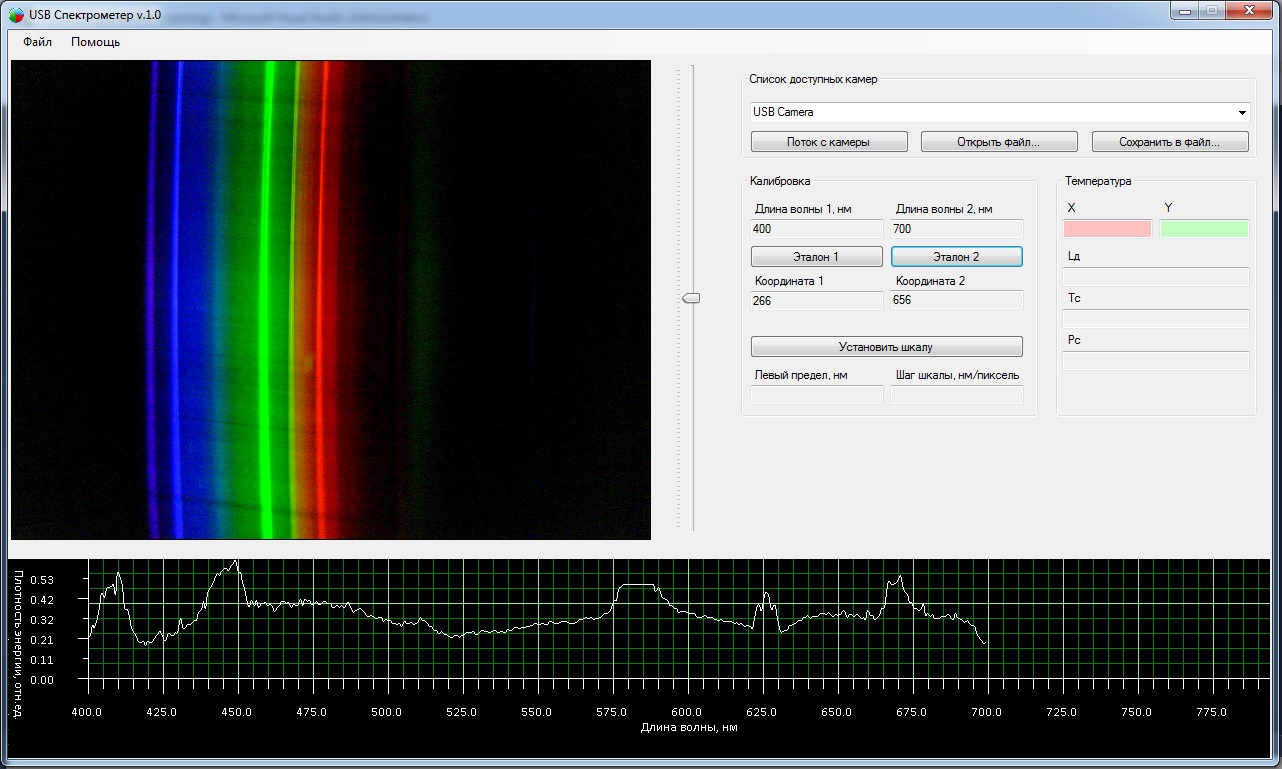 USB Спектрометер v.1.0
Файл Помощь
Список доступных камер
USB Camera
Поток с камеры Открыть файл... Сохранить в файл...
Калибровка Температура
Длина волны 1, нм Длина волны 2, нм X Y
400 700
Эталон 1 Эталон 2 Lд
Координата 1 Координата 2
266 656 Tc
Установить шкалу Pc
Левый предел, нм Шаг шкалы, нм/пиксель
Плотность энергии, отн.ед
0.53
0.42
0.32
0.21
0.11
0.00
400.0 425.0 450.0 475.0 500.0 525.0 550.0 575.0 600.0 625.0 650.0 675.0 700.0 725.0 750.0 775.0
Длина волны, нм